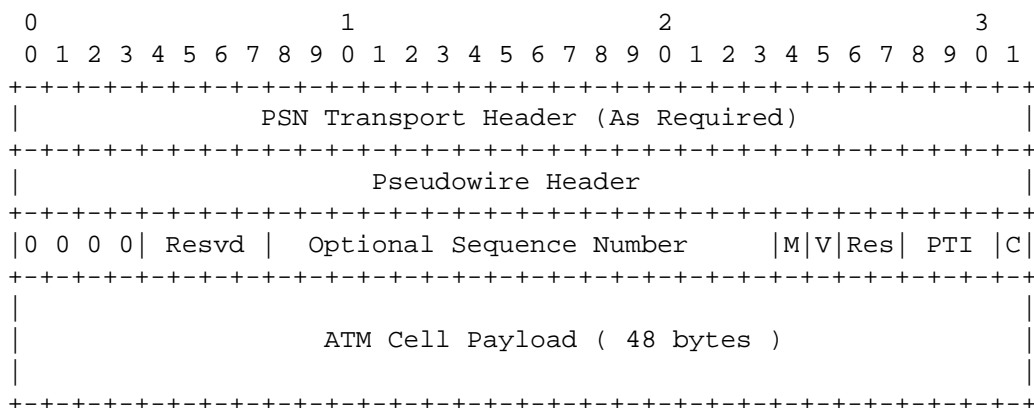 0                   1                   2                   3
 0 1 2 3 4 5 6 7 8 9 0 1 2 3 4 5 6 7 8 9 0 1 2 3 4 5 6 7 8 9 0 1
+-+-+-+-+-+-+-+-+-+-+-+-+-+-+-+-+-+-+-+-+-+-+-+-+-+-+-+-+-+-+-+-+
|               PSN Transport Header (As Required)              |
+-+-+-+-+-+-+-+-+-+-+-+-+-+-+-+-+-+-+-+-+-+-+-+-+-+-+-+-+-+-+-+-+
|                      Pseudowire Header                        |
+-+-+-+-+-+-+-+-+-+-+-+-+-+-+-+-+-+-+-+-+-+-+-+-+-+-+-+-+-+-+-+-+
|0 0 0 0| Resvd |  Optional Sequence Number     |M|V|Res| PTI |C|
+-+-+-+-+-+-+-+-+-+-+-+-+-+-+-+-+-+-+-+-+-+-+-+-+-+-+-+-+-+-+-+-+
|                                                               |
|                   ATM Cell Payload ( 48 bytes )               |
|                                                               |
+-+-+-+-+-+-+-+-+-+-+-+-+-+-+-+-+-+-+-+-+-+-+-+-+-+-+-+-+-+-+-+-+